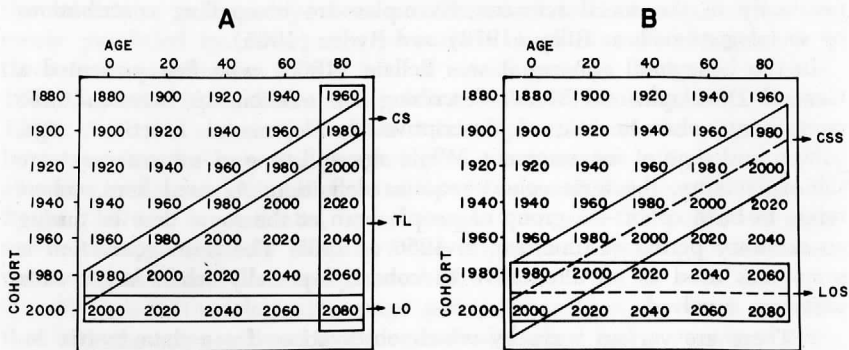 A
AGE
0 20 40 60 80
1880 1880 1900 1920 1940 1960
CS
1900 1900 1920 1940 1960 1980
1920 1920 1940 1960 1980 2000
1940 1940 1960 1980 2000 2020
TL
1960 1960 1980 2000 2020 2040
1980 1980 2000 2020 2040 2060
LO
2000 2000 2020 2040 2060 2080
COHORT
B
AGE
0 20 40 60 80
1880 1880 1900 1920 1940 1960
1900 1900 1920 1940 1960 1980
CSS
1920 1920 1940 1960 1980 2000
1940 1940 1960 1980 2000 2020
1960 1960 1980 2000 2020 2040
1980 1980 2000 2020 2040 2060
LOS
2000 2000 2020 2040 2060 2080
COHORT